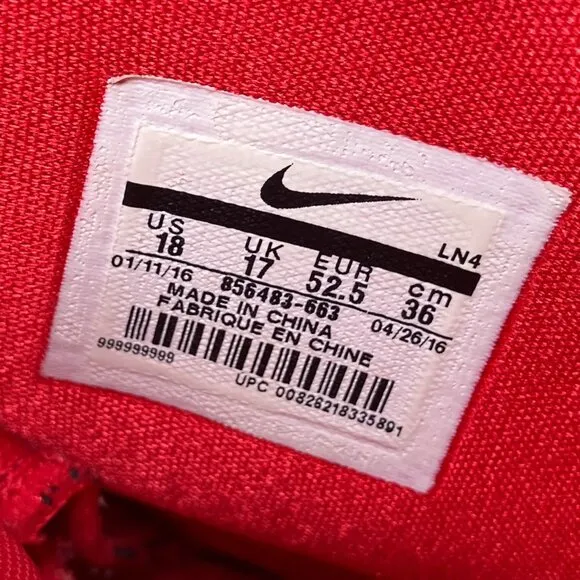 LN4
US UK EUR cm
18 17 52.5 36
01/11/16 856483-663 04/26/16
MADE IN CHINA
FABRIQUE EN CHINE
999999999
UPC 00826218335891